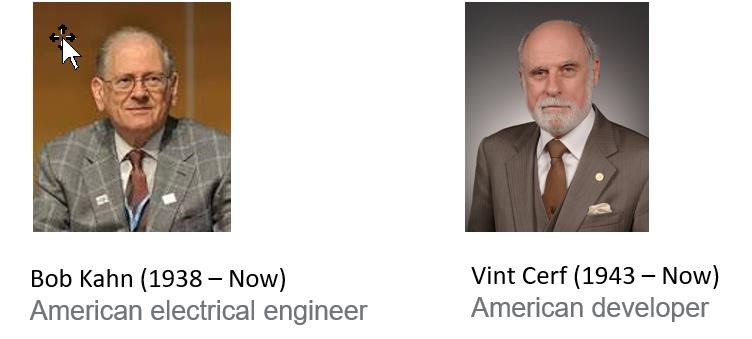 Bob Kahn (1938 – Now)
American electrical engineer
Vint Cerf (1943 – Now)
American developer